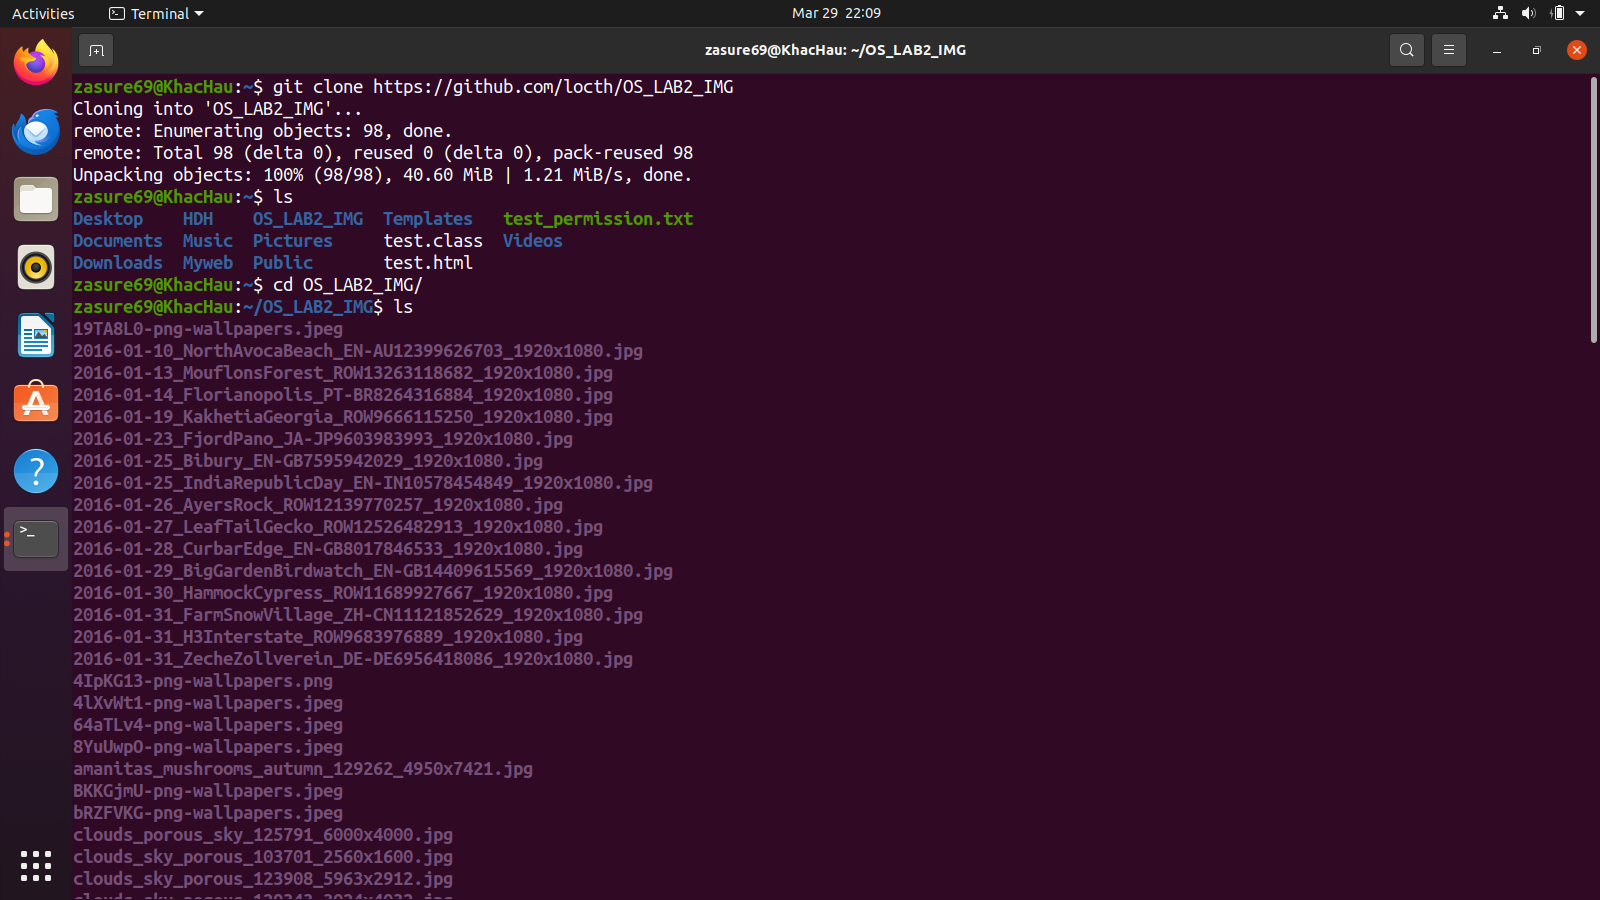 Activities
Terminal
Mar 29 22:09
zasure69@KhacHau: ~/OS_LAB2_IMG
zasure69@KhacHau:~$ git clone https://github.com/locth/OS_LAB2_IMG
Cloning into 'OS_LAB2_IMG'...
remote: Enumerating objects: 98, done.
remote: Total 98 (delta 0), reused 0 (delta 0), pack-reused 98
Unpacking objects: 100% (98/98), 40.60 MiB | 1.21 MiB/s, done.
zasure69@KhacHau:~$ ls
Desktop HDH OS_LAB2_IMG Templates test_permission.txt
Documents Music Pictures test.class Videos
Downloads Myweb Public test.html
zasure69@KhacHau:~$ cd OS_LAB2_IMG/
zasure69@KhacHau:~/OS_LAB2_IMG$ ls
19TA8L0-png-wallpapers.jpeg
2016-01-10_NorthAvocaBeach_EN-AU12399626703_1920x1080.jpg
2016-01-13_MouflonsForest_ROW13263118682_1920x1080.jpg
2016-01-14_Florianopolis_PT-BR8264316884_1920x1080.jpg
2016-01-19_KakhetiaGeorgia_ROW9666115250_1920x1080.jpg
2016-01-23_FjordPano_JA-JP9603983993_1920x1080.jpg
2016-01-25_Bibury_EN-GB7595942029_1920x1080.jpg
2016-01-25_IndiaRepublicDay_EN-IN10578454849_1920x1080.jpg
2016-01-26_AyersRock_ROW12139770257_1920x1080.jpg
2016-01-27_LeafTailGecko_ROW12526482913_1920x1080.jpg
2016-01-28_CurbarEdge_EN-GB8017846533_1920x1080.jpg
2016-01-29_BigGardenBirdwatch_EN-GB14409615569_1920x1080.jpg
2016-01-30_HammockCypress_ROW11689927667_1920x1080.jpg
2016-01-31_FarmSnowVillage_ZH-CN11121852629_1920x1080.jpg
2016-01-31_H3Interstate_ROW9683976889_1920x1080.jpg
2016-01-31_ZecheZollverein_DE-DE6956418086_1920x1080.jpg
4IpKG13-png-wallpapers.png
4lXvWt1-png-wallpapers.jpeg
64aTLv4-png-wallpapers.jpeg
8YuUwpO-png-wallpapers.jpeg
amanitas_mushrooms_autumn_129262_4950x7421.jpg
BKKGjmU-png-wallpapers.jpeg
bRZFVKG-png-wallpapers.jpeg
clouds_porous_sky_125791_6000x4000.jpg
clouds_sky_porous_103701_2560x1600.jpg
clouds_sky_porous_123908_5963x2912.jpg